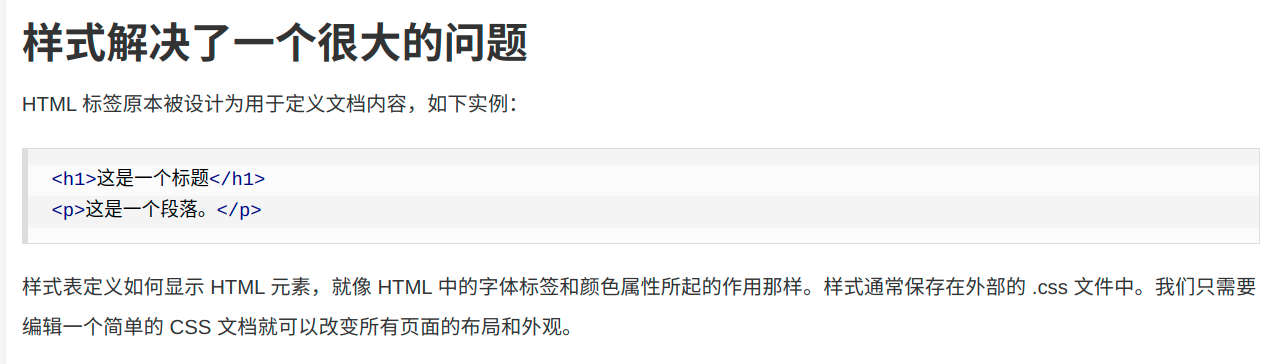 样式解决了一个很大的问题
HTML 标签原本被设计为用于定义文档内容，如下实例：
<h1>这是一个标题</h1>
<p>这是一个段落。</p>
样式表定义如何显示 HTML 元素，就像 HTML 中的字体标签和颜色属性所起的作用那样。样式通常保存在外部的 .css 文件中。我们只需要
编辑一个简单的 CSS 文档就可以改变所有页面的布局和外观。